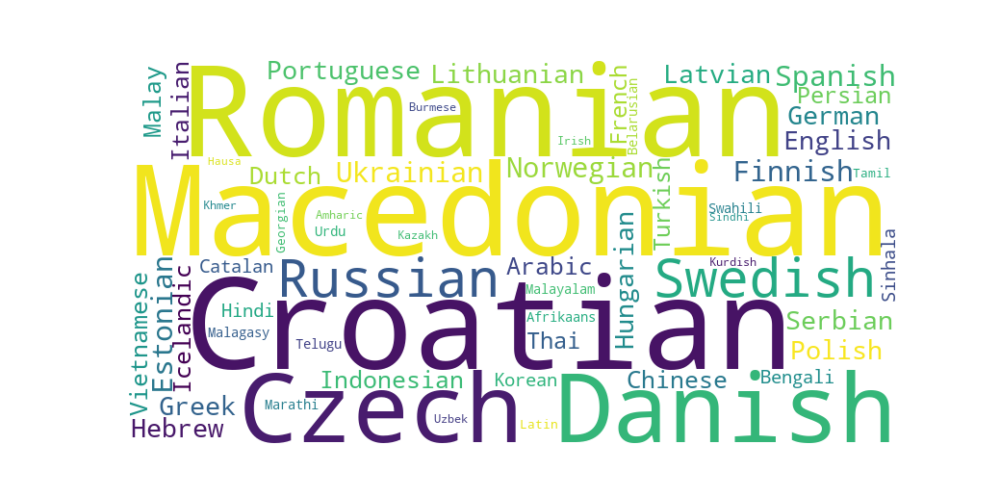 Romanian
Macedonian
Croatian
Czech
Danish
Russian
Swedish
Malay
Italian
Portuguese
Lithuanian
French
Belarusian
Latvian
Spanish
Persian
German
English
Burmese
Irish
Hausa
Dutch
Ukrainian
Norwegian
Turkish
Finnish
Tamil
Khmer
Georgian
Amharic
Urdu
Kazakh
Swahili
Sindhi
Hungarian
Sinhala
Vietnamese
Estonian
Icelandic
Catalan
Arabic
Kurdish
Malayalam
Hindi
Afrikaans
Serbian
Malagasy
Telugu
Thai
Polish
Indonesian
Korean
Chinese
Bengali
Greek
Marathi
Hebrew
Uzbek
Latin